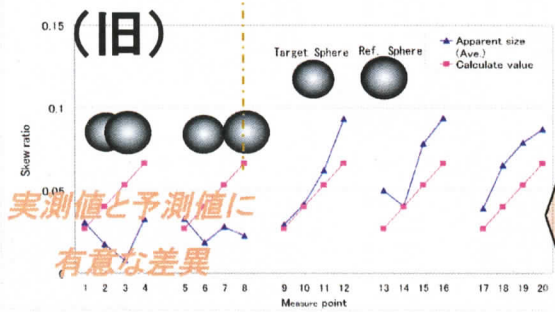 (旧)
Target Sphere Ref. Sphere
Apparent size
(Ave.)
Calculate value
0.15
0.1
0.05
0
Skew ratio
実測値と予測値に
有意な差異
1 2 3 4 5 6 7 8 9 10 11 12 13 14 15 16 17 18 19 20
Measure point